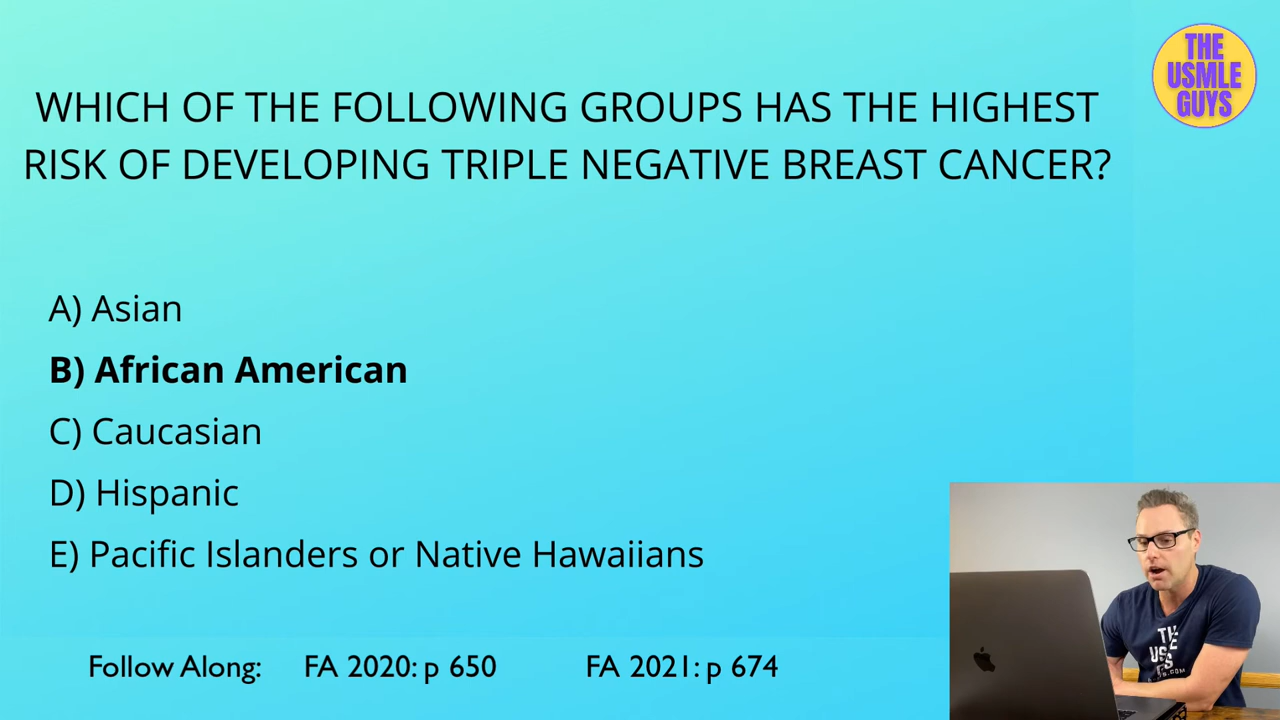 THE
USMLE
GUYS
WHICH OF THE FOLLOWING GROUPS HAS THE HIGHEST
RISK OF DEVELOPING TRIPLE NEGATIVE BREAST CANCER?
A) Asian
B) African American
C) Caucasian
D) Hispanic
E) Pacific Islanders or Native Hawaiians
Follow Along: FA 2020: p 650 FA 2021: p 674